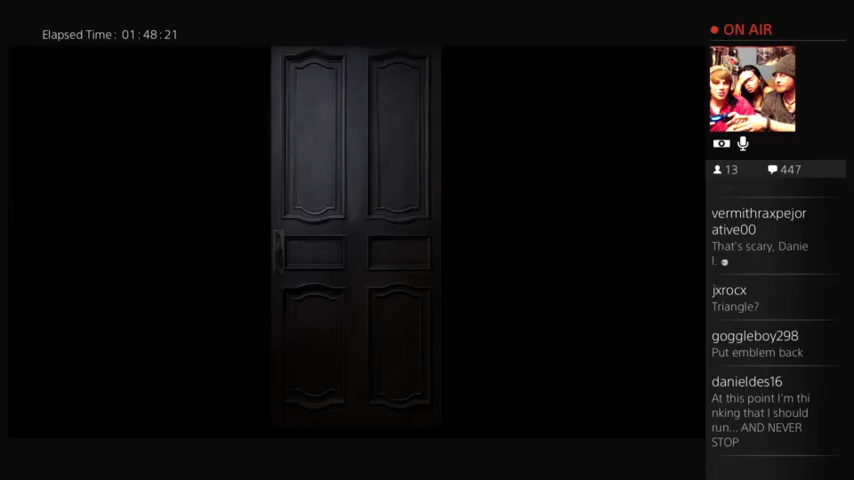 Elapsed Time: 01:48:21
ON AIR
13
447
vermithraxpejor
ative00
That's scary, Danie
l.
jxrocx
Triangle?
goggleboy298
Put emblem back
danieldes16
At this point I'm thi
nking that I should
run... AND NEVER
STOP